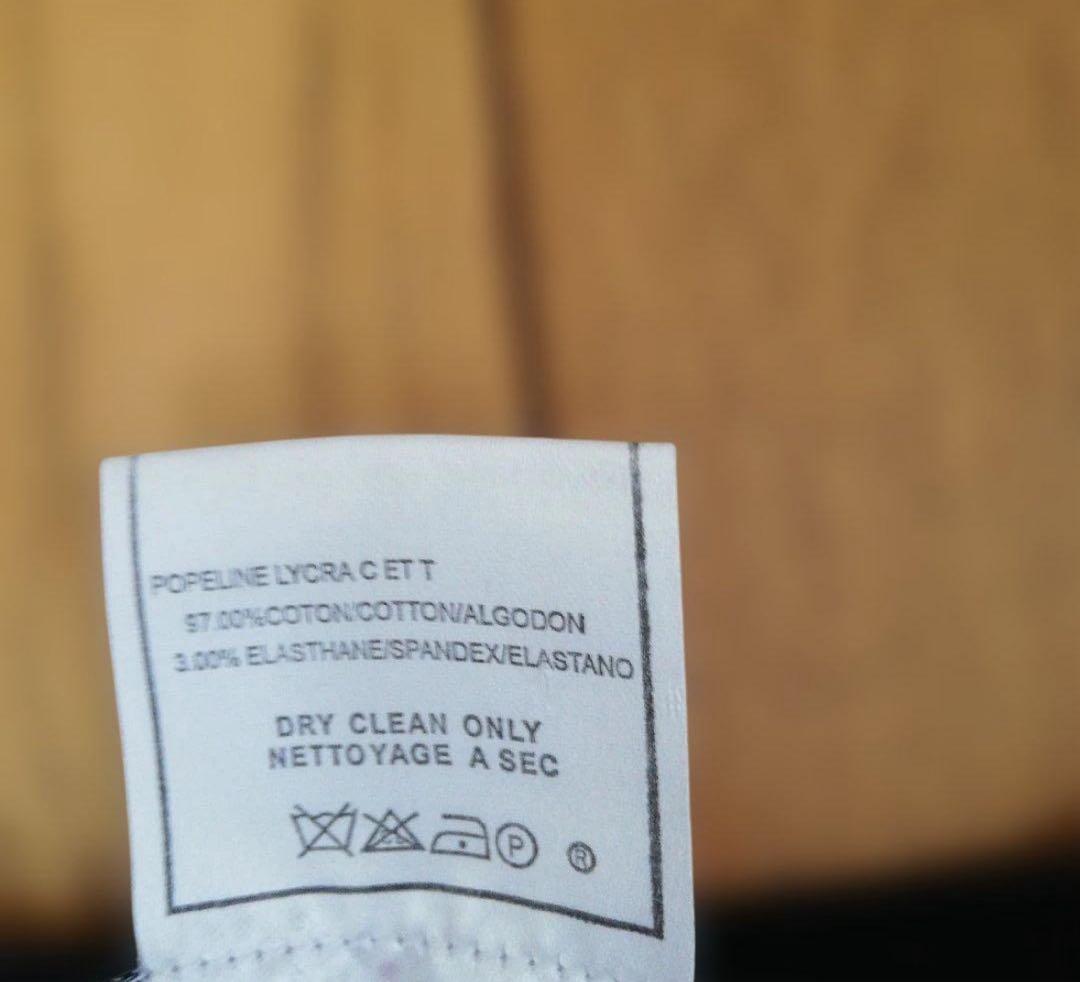 POPELINE LYCRA C ET T
97.00%COTON/COTTON/ALGODON
3.00% ELASTHANE/SPANDEX/ELASTANO
DRY CLEAN ONLY
NETTOYAGE A SEC
P ®